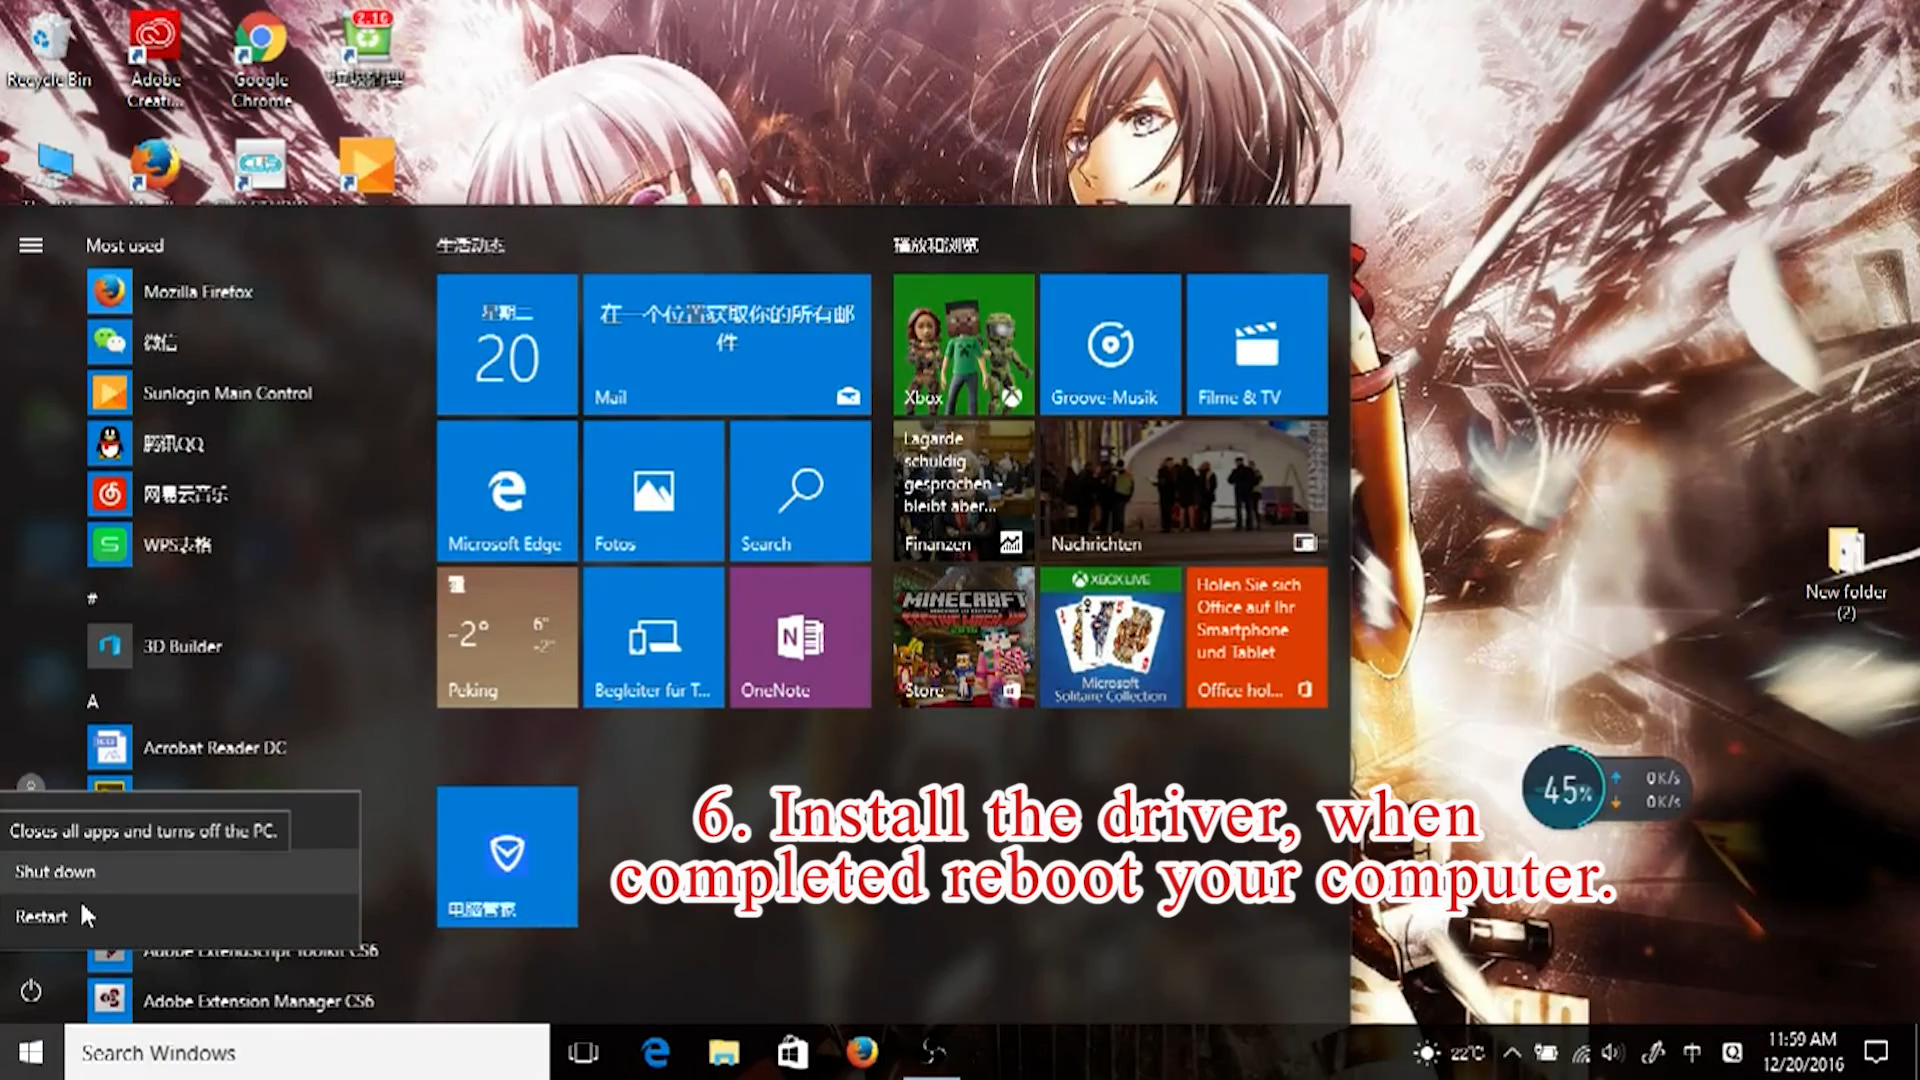 2.1G
Recycle Bin
Adobe
Creati...
Google
Chrome
Most used
Mozilla Firefox
微信
Sunlogin Main Control
腾讯QQ
网易云音乐
WPS表格
#
3D Builder
A
Acrobat Reader DC
Closes all apps and turns off the PC.
Shut down
Restart
Adobe ExtendScript Toolkit CS6
Adobe Extension Manager CS6
生活动态
星期二
20
在一个位置获取你的所有邮
件
Mail
Microsoft Edge
Fotos
Search
-2°
6°
-2°
Peking
Begleiter für T...
OneNote
电脑管家
播放和浏览
Xbox
Groove-Musik
Filme & TV
Lagarde
schuldig
gesprochen -
bleibt aber...
Finanzen
Nachrichten
MINECRAFT
Store
XBOX LIVE
Microsoft
Solitaire Collection
Holen Sie sich
Office auf Ihr
Smartphone
und Tablet
Office hol...
New folder
(2)
45%
0K/s
0K/s
6. Install the driver, when
completed reboot your computer.
Search Windows
22°C
中
11:59 AM
12/20/2016